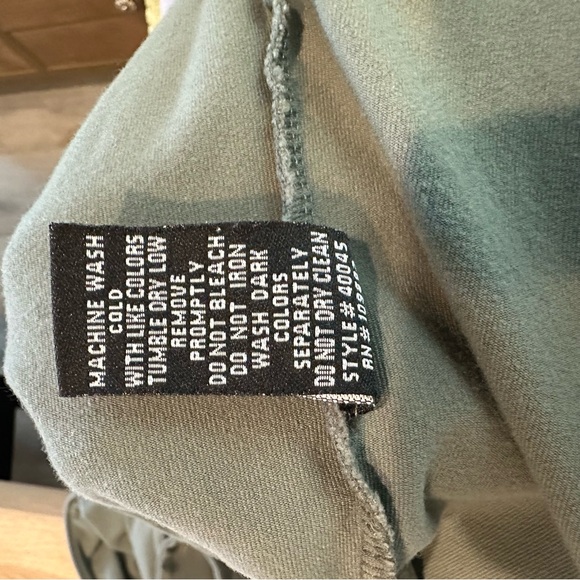 MACHINE WASH
COLD
WITH LIKE COLORS
TUMBLE DRY LOW
REMOVE
PROMPTLY
DO NOT BLEACH.
DO NOT IRON
WASH DARK
COLORS
SEPARATELY
DO NOT DRY CLEAN
STYLE# 40045